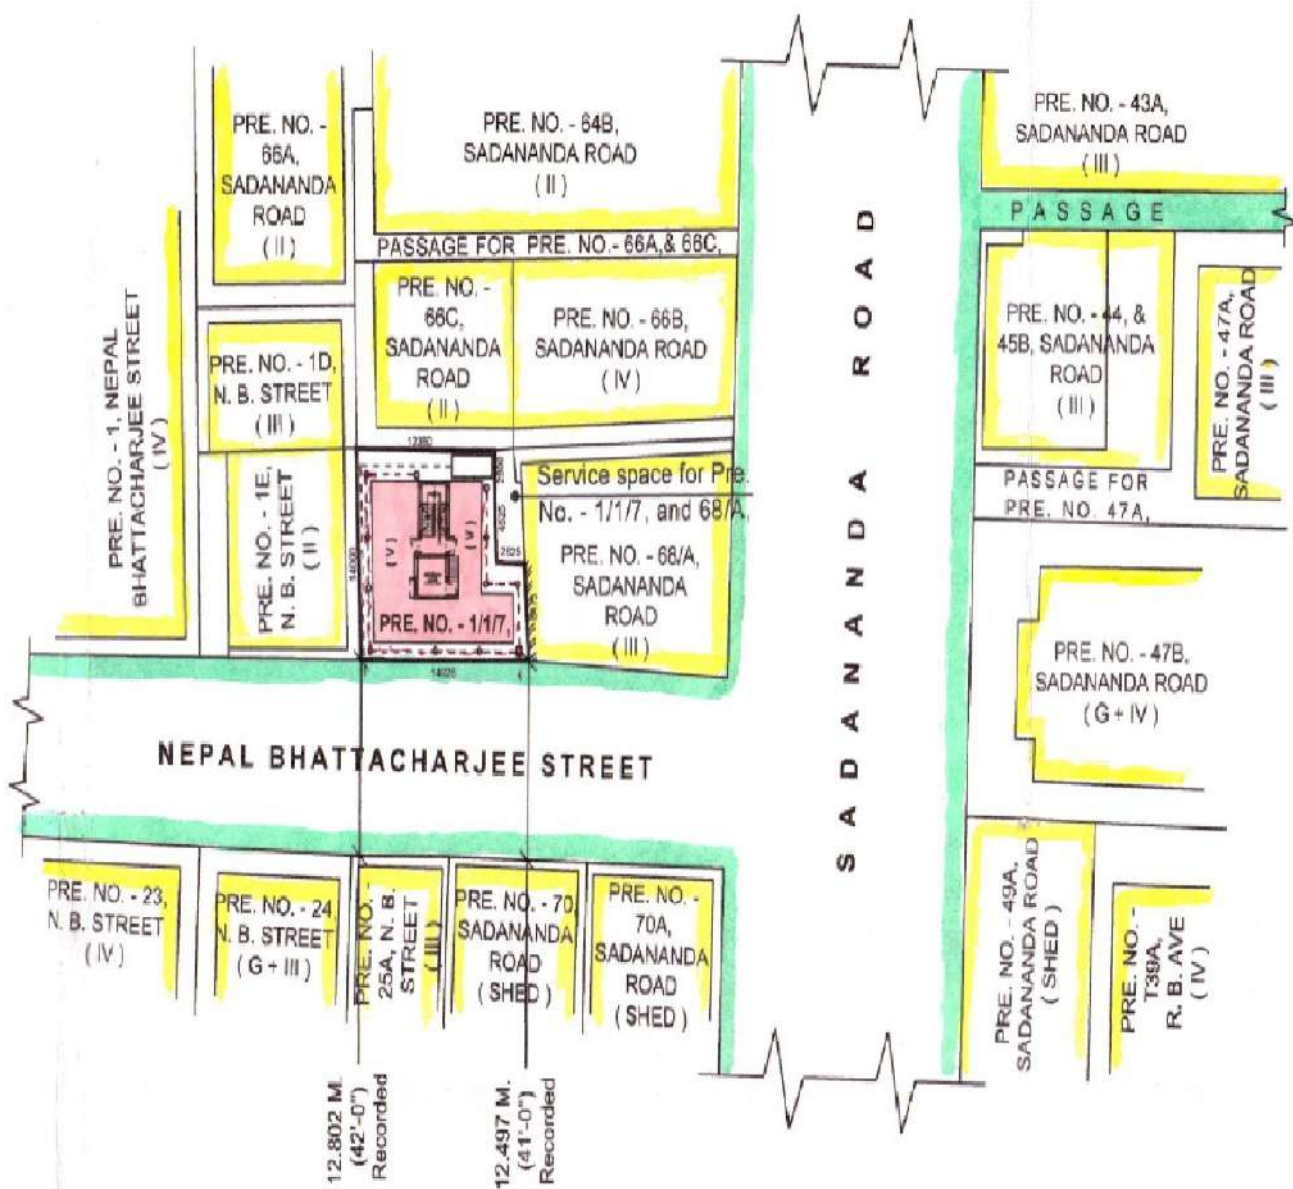 PRE. NO. -
66A,
SADANANDA
ROAD
( II )
PRE. NO. - 64B,
SADANANDA ROAD
( II )
PRE. NO. - 43A,
SADANANDA ROAD
( III )
PASSAGE
PASSAGE FOR PRE. NO.- 66A,& 66C,
PRE. NO. - 1, NEPAL
BHATTACHARJEE STREET
( IV )
PRE. NO. - 1D,
N. B. STREET
( III )
PRE. NO. -
66C,
SADANANDA
ROAD
( II )
PRE. NO. - 66B,
SADANANDA ROAD
( IV )
PRE. NO. - 44, &
45B, SADANANDA
ROAD
( III )
PRE. NO. - 47A,
SADANANDA ROAD
( III )
PRE. NO. - 1E,
N. B. STREET
( II )
( V )
( V )
PRE. NO. - 1/1/7,
Service space for Pre.
No. - 1/1/7, and 68/A,
PRE. NO. - 68/A,
SADANANDA
ROAD
( III )
2625
SADANANDA ROAD
PASSAGE FOR
PRE. NO. 47A,
PRE. NO. - 47B,
SADANANDA ROAD
( G + IV )
NEPAL BHATTACHARJEE STREET
PRE. NO. - 23,
N. B. STREET
( IV )
PRE. NO. - 24,
N. B. STREET
( G + III )
PRE. NO. -
25A, N. B.
STREET
( III )
PRE. NO. - 70,
SADANANDA
ROAD
( SHED )
PRE. NO. -
70A,
SADANANDA
ROAD
( SHED )
PRE. NO. - 49A,
SADANANDA ROAD
( SHED )
PRE. NO. -
T39A,
R. B. AVE
( IV )
12.802 M.
(42'-0")
Recorded
12.497 M.
(41'-0")
Recorded